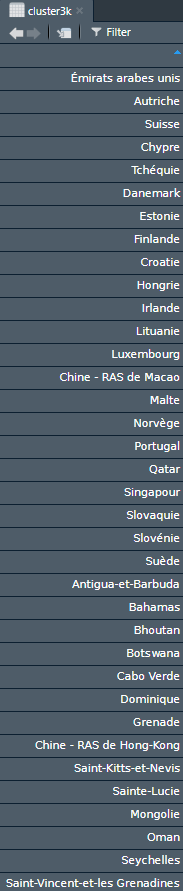 cluster3k
Filter
Émirats arabes unis
Autriche
Suisse
Chypre
Tchéquie
Danemark
Estonie
Finlande
Croatie
Hongrie
Irlande
Lituanie
Luxembourg
Chine - RAS de Macao
Malte
Norvège
Portugal
Qatar
Singapour
Slovaquie
Slovénie
Suède
Antigua-et-Barbuda
Bahamas
Bhoutan
Botswana
Cabo Verde
Dominique
Grenade
Chine - RAS de Hong-Kong
Saint-Kitts-et-Nevis
Sainte-Lucie
Mongolie
Oman
Seychelles
Saint-Vincent-et-les Grenadines